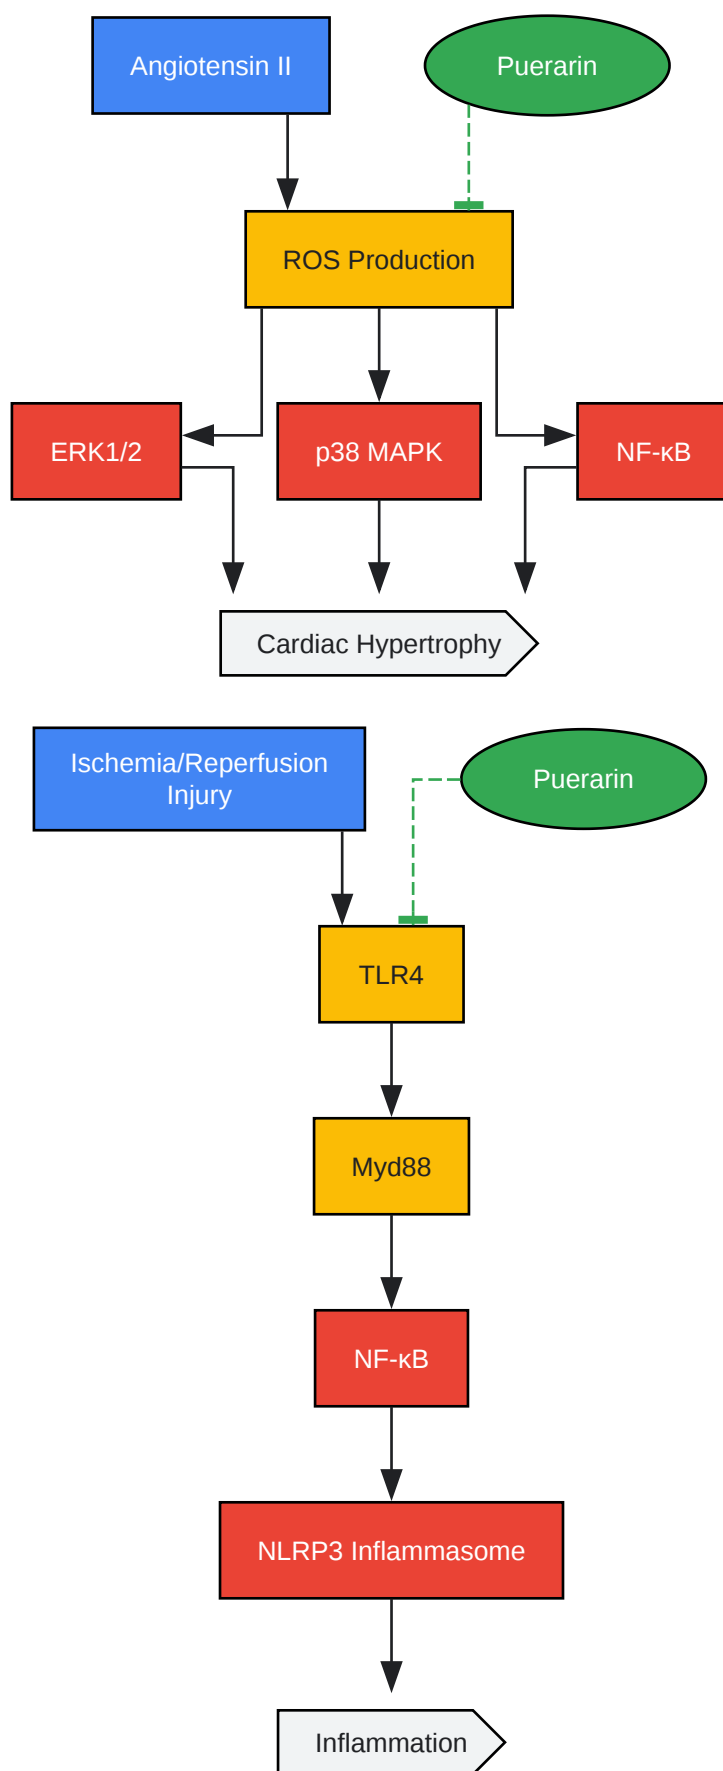 Angiotensin II
Puerarin
ROS Production
ERK1/2
p38 MAPK
NF-κB
Cardiac Hypertrophy
Ischemia/Reperfusion
Injury
Puerarin
TLR4
Myd88
NF-κB
NLRP3 Inflammasome
Inflammation